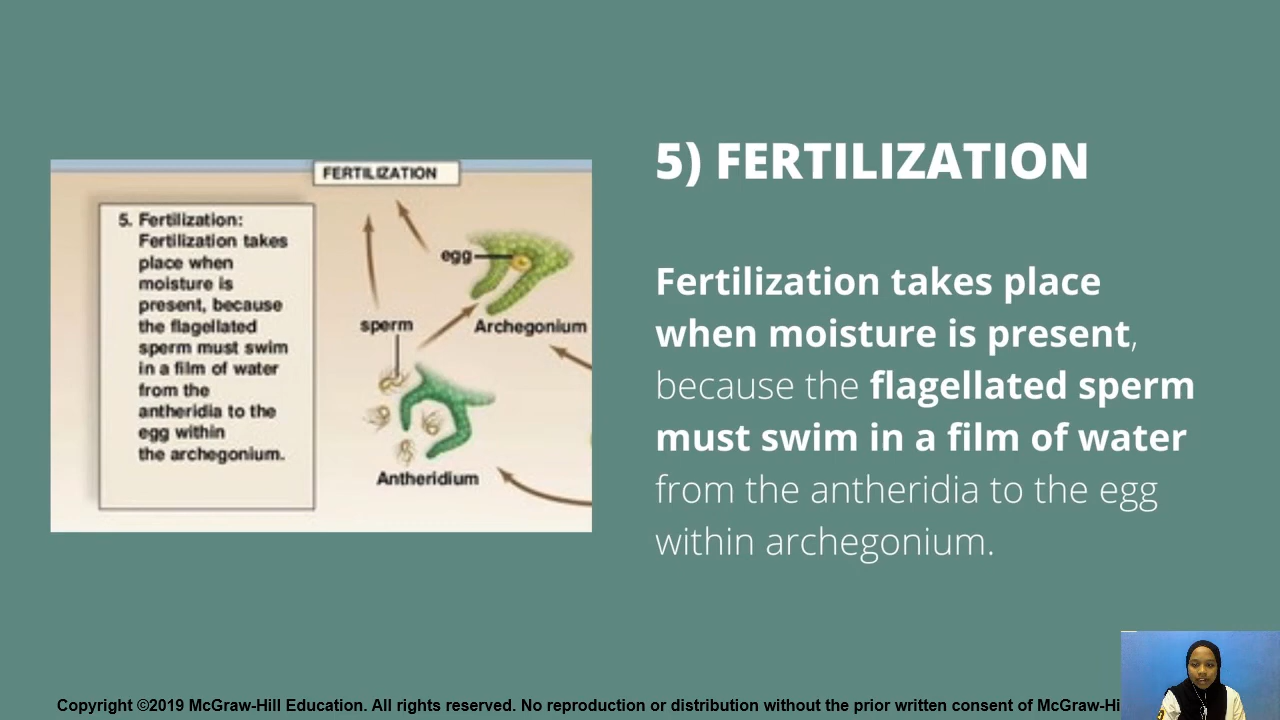 FERTILIZATION
5. Fertilization:
Fertilization takes
place when
moisture is
present, because
the flagellated
sperm must swim
in a film of water
from the
antheridia to the
egg within
the archegonium.
egg
sperm
Archegonium
Antheridium
5) FERTILIZATION
Fertilization takes place
when moisture is present,
because the flagellated sperm
must swim in a film of water
from the antheridia to the egg
within archegonium.
Copyright ©2019 McGraw-Hill Education. All rights reserved. No reproduction or distribution without the prior written consent of McGraw-Hi